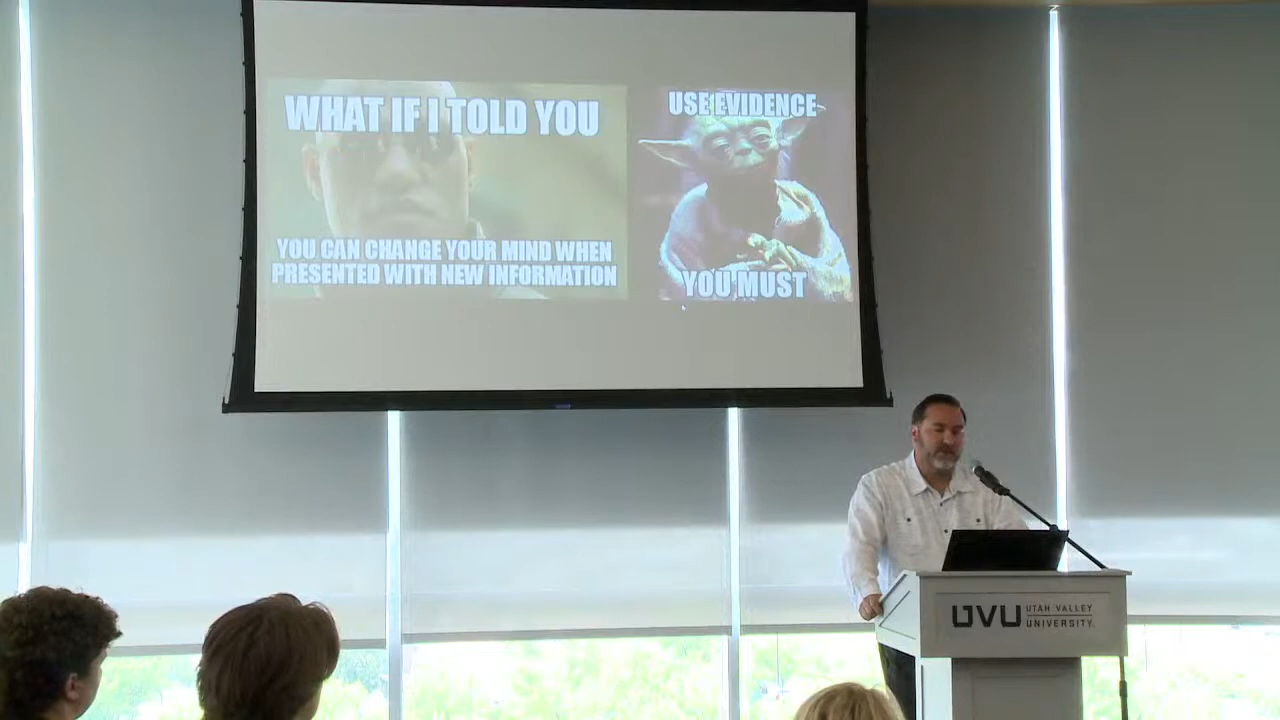 WHAT IF I TOLD YOU
YOU CAN CHANGE YOUR MIND WHEN
PRESENTED WITH NEW INFORMATION
USE EVIDENCE
YOU MUST
UVU UTAH VALLEY
UNIVERSITY.